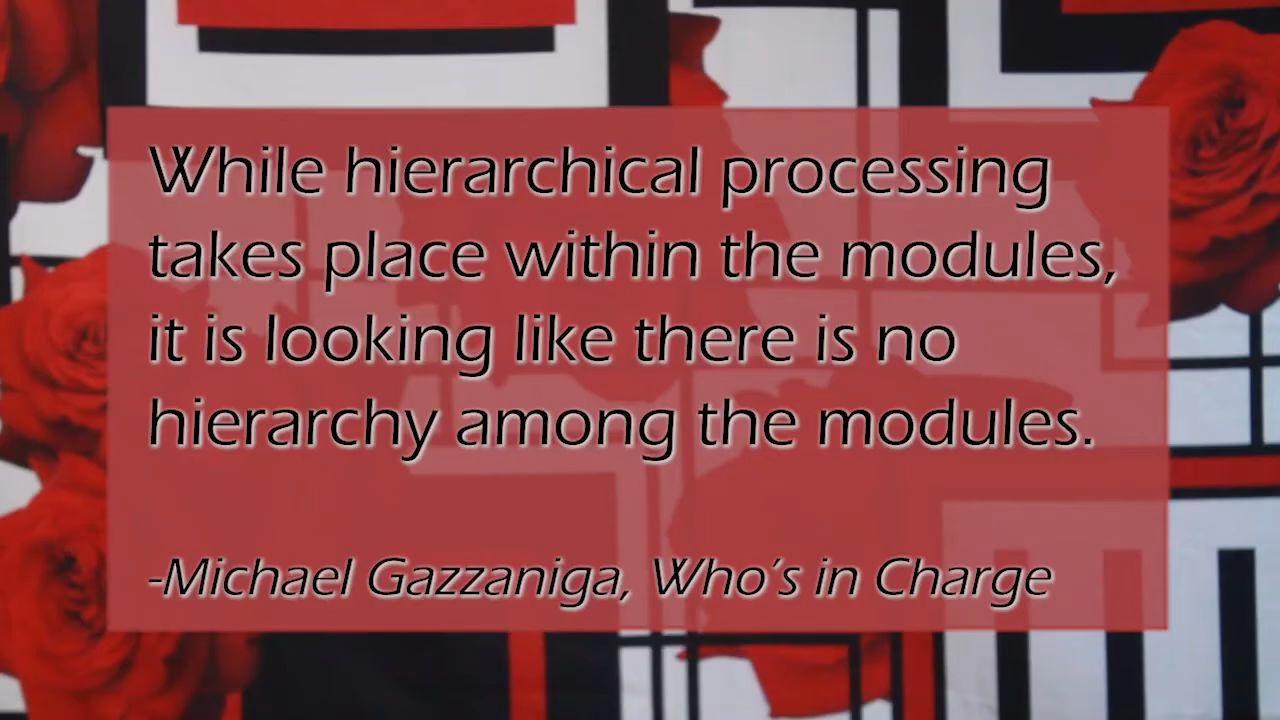 While hierarchical processing
takes place within the modules,
it is looking like there is no
hierarchy among the modules.
-Michael Gazzaniga, Who's in Charge